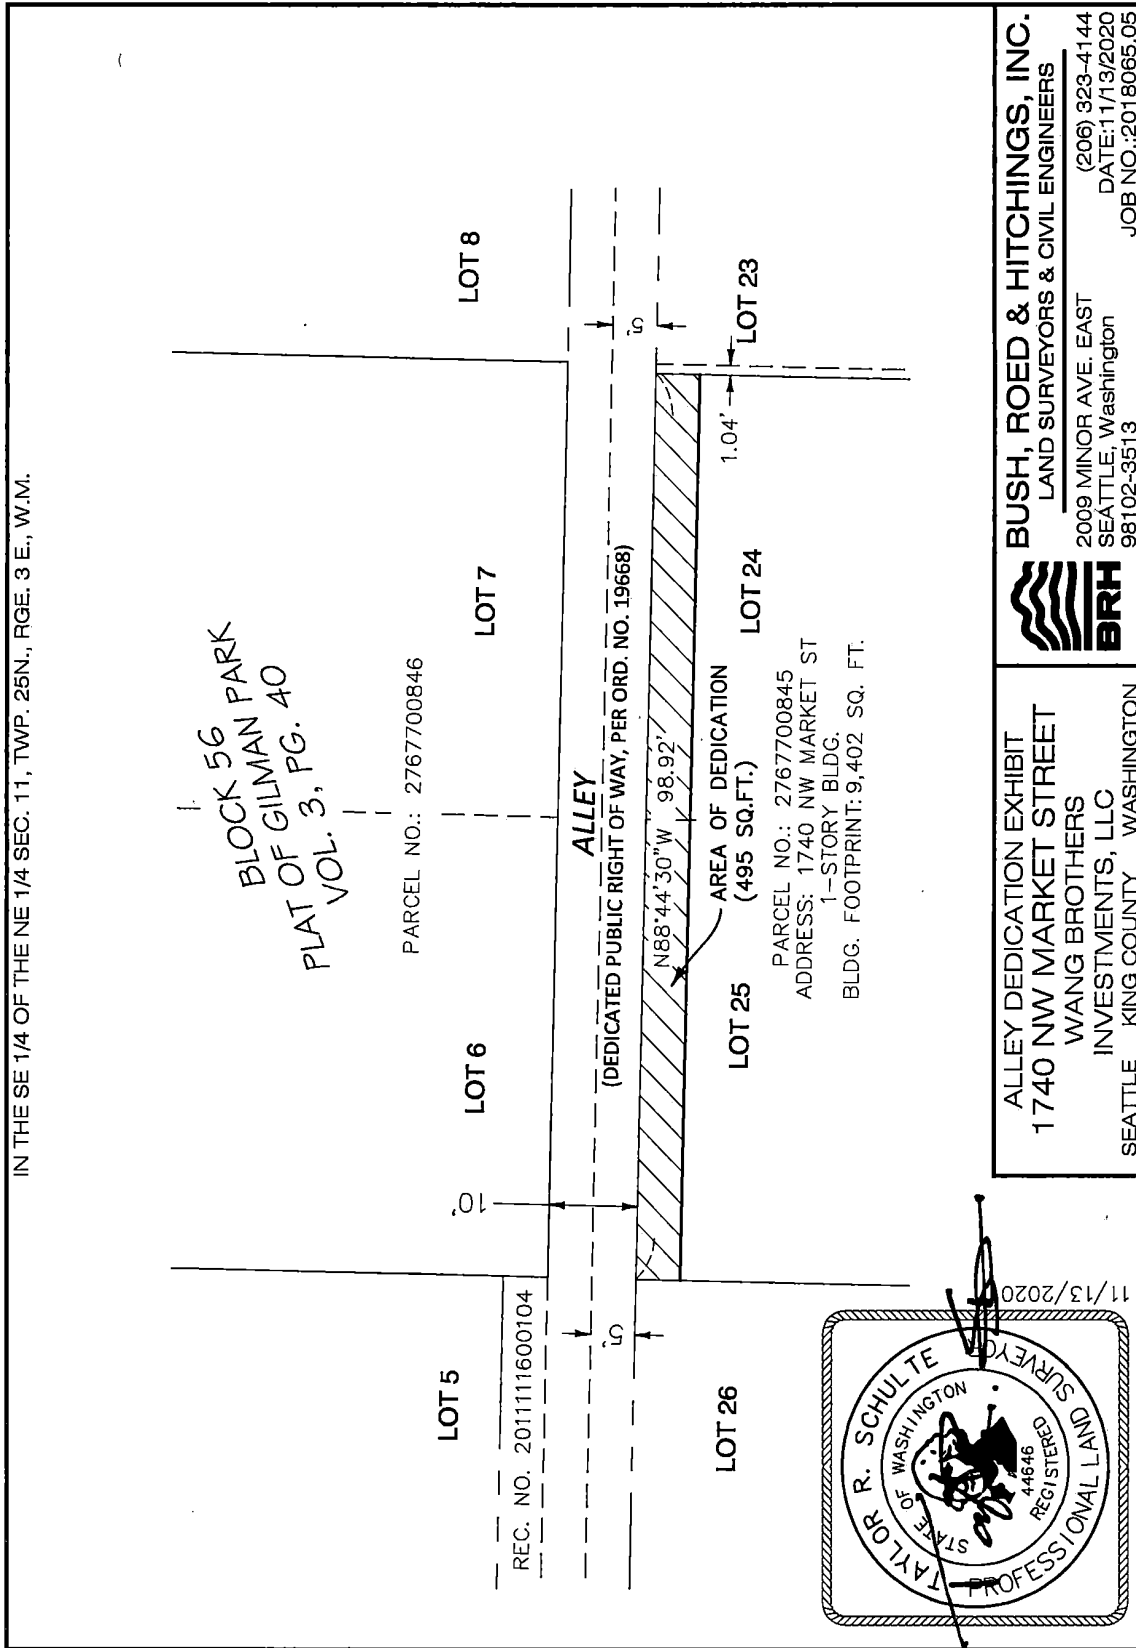 IN THE SE 1/4 OF THE NE 1/4 SEC. 11, TWP. 25N., RGE. 3 E., W.M.
BLOCK 56
PLAT OF GILMAN PARK
VOL. 3, PG. 40
PARCEL NO.: 2767700846
LOT 5
LOT 6
LOT 7
LOT 8
REC. NO. 20111111600104
10'
5'
5'
ALLEY
(DEDICATED PUBLIC RIGHT OF WAY, PER ORD. NO. 19668)
N88°44'30"W 98.92'
1.04'
AREA OF DEDICATION
(495 SQ.FT.)
LOT 26
LOT 25
LOT 24
LOT 23
PARCEL NO.: 2767700845
ADDRESS: 1740 NW MARKET ST
1-STORY BLDG.
BLDG. FOOTPRINT: 9,402 SQ. FT.
TAYLOR R. SCHULTE
STATE OF WASHINGTON
44646
REGISTERED
PROFESSIONAL LAND SURVEYOR
11/13/2020
ALLEY DEDICATION EXHIBIT
1740 NW MARKET STREET
WANG BROTHERS
INVESTMENTS, LLC
SEATTLE KING COUNTY WASHINGTON
BRH
BUSH, ROED & HITCHINGS, INC.
LAND SURVEYORS & CIVIL ENGINEERS
2009 MINOR AVE. EAST (206) 323-4144
SEATTLE, Washington DATE:11/13/2020
98102-3513 JOB NO.:2018065.05